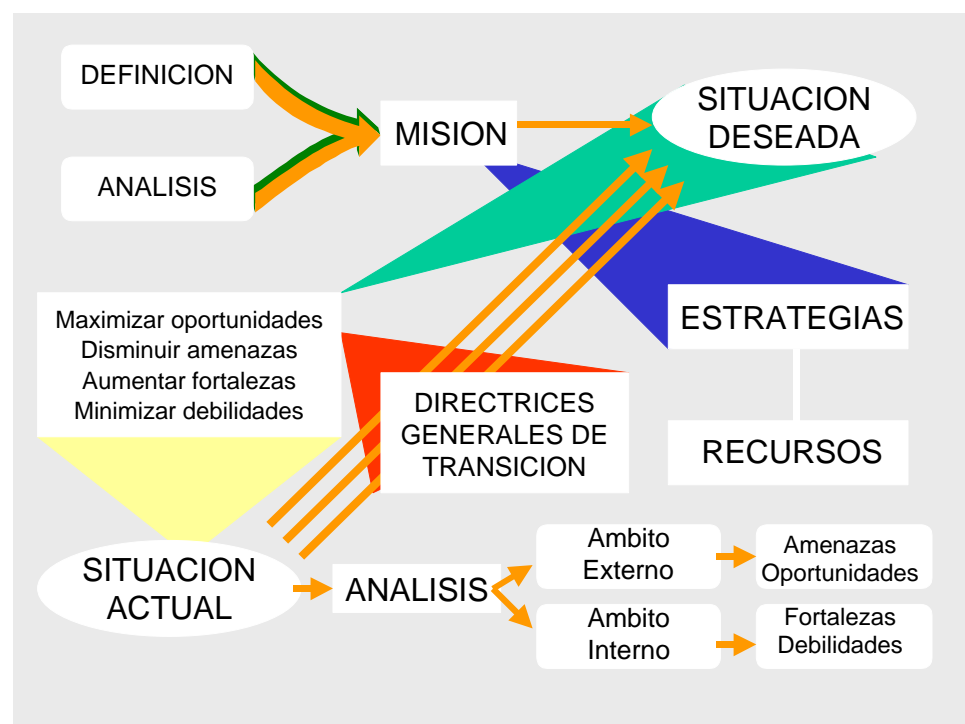 DEFINICION
ANALISIS
MISION
SITUACION
DESEADA
Maximizar oportunidades
Disminuir amenazas
Aumentar fortalezas
Minimizar debilidades
ESTRATEGIAS
DIRECTRICES
GENERALES DE
TRANSICION
RECURSOS
SITUACION
ACTUAL
ANALISIS
Ambito
Externo
Amenazas
Oportunidades
Ambito
Interno
Fortalezas
Debilidades